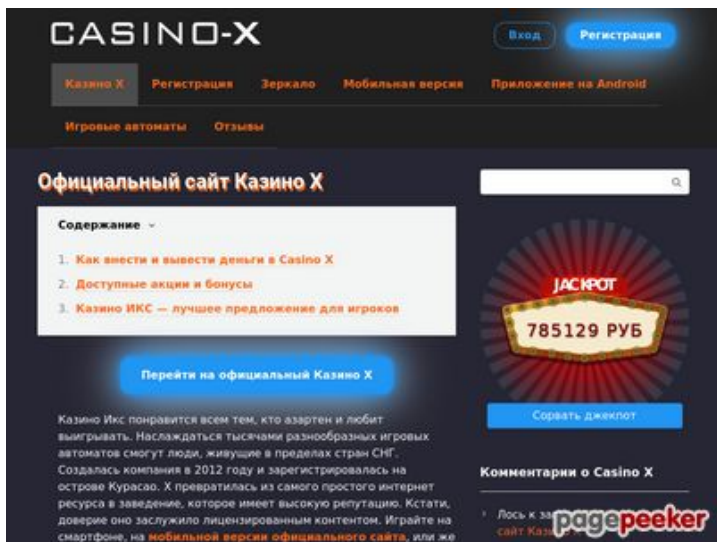 CASINO-X
Вход
Регистрация
Казино X
Регистрация
Зеркало
Мобильная версия
Приложение на Android
Игровые автоматы
Отзывы
Официальный сайт Казино X
Содержание
1. Как внести и вывести деньги в Casino X
2. Доступные акции и бонусы
3. Казино ИКС — лучшее предложение для игроков
Перейти на официальный Казино X
Казино Икс понравится всем тем, кто азартен и любит
выигрывать. Наслаждаться тысячами разнообразных игровых
автоматов смогут люди, живущие в пределах стран СНГ.
Создалась компания в 2012 году и зарегистрировалась на
острове Курасао. X превратилась из самого простого интернет
ресурса в заведение, которое имеет высокую репутацию. Кстати,
доверие оно заслужило лицензированным контентом. Играйте на
смартфоне, на мобильной версии официального сайта, или же
JACKPOT
785129 РУБ
Сорвать джекпот
Комментарии о Casino X
Лось к
сайт
pagepeeker